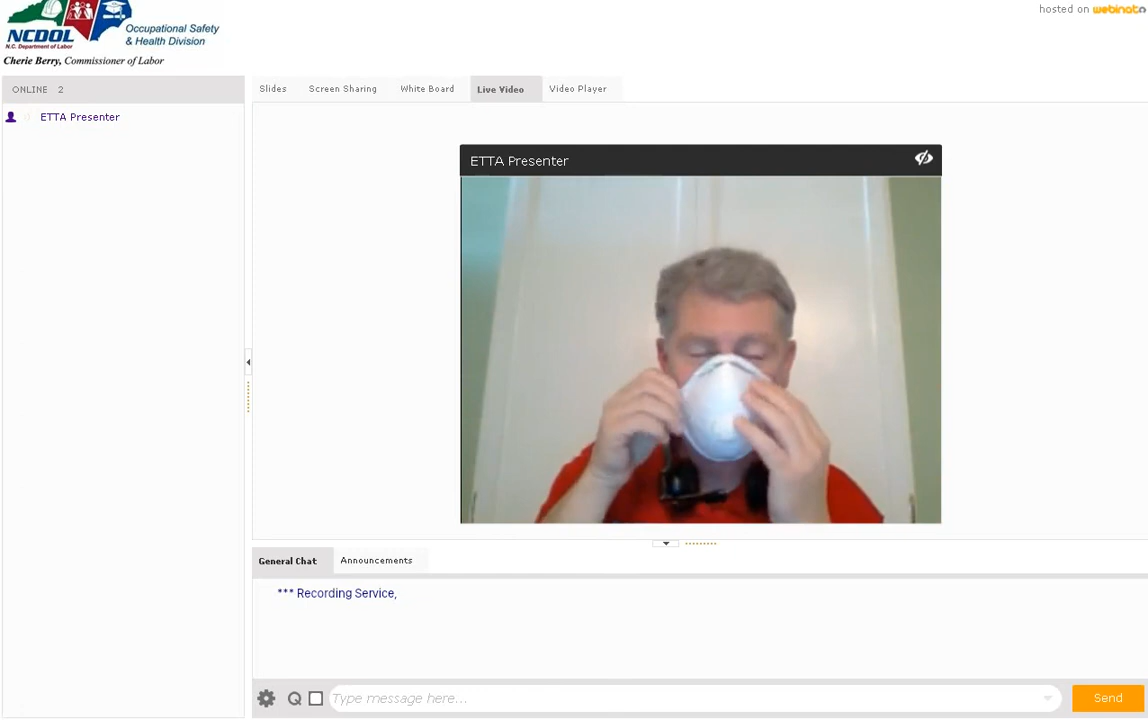 hosted on webinato
NCDOL
N.C. Department of Labor
Occupational Safety
& Health Division
Cherie Berry, Commissioner of Labor
ONLINE 2
ETTA Presenter
Slides
Screen Sharing
White Board
Live Video
Video Player
ETTA Presenter
General Chat
Announcements
*** Recording Service,
Q
Type message here...
Send